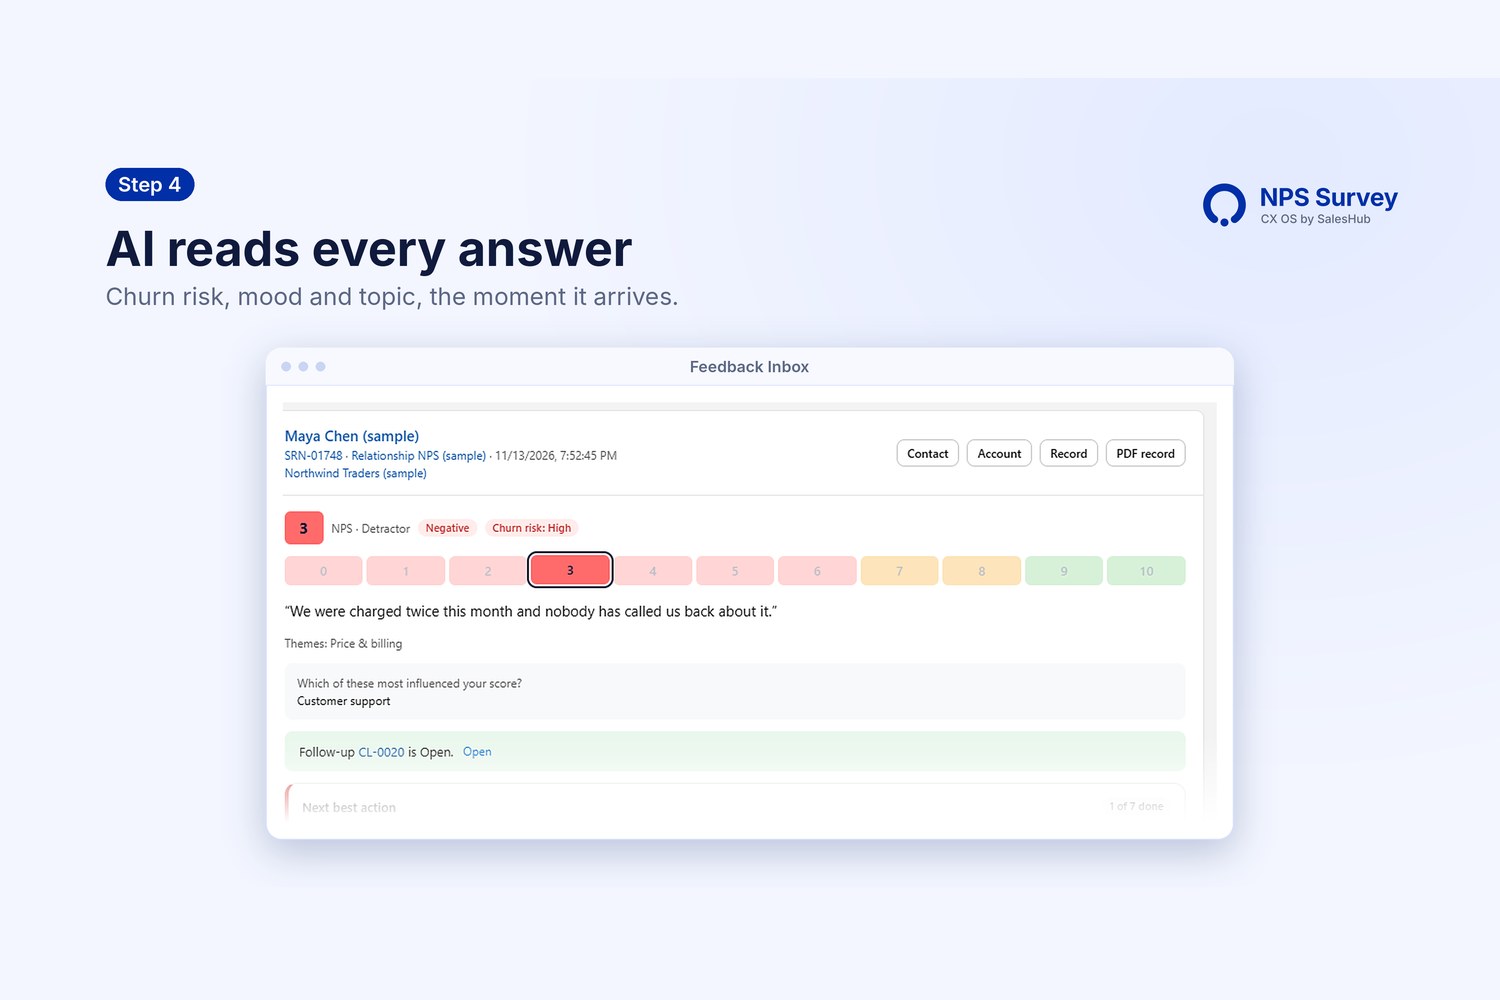 Step 4
AI reads every answer
Churn risk, mood and topic, the moment it arrives.
NPS Survey
CX OS by SalesHub
Feedback Inbox
Maya Chen (sample)
SRN-01748 · Relationship NPS (sample) · 11/13/2026, 7:52:45 PM
Northwind Traders (sample)
Contact Account Record PDF record
3 NPS · Detractor Negative Churn risk: High
0 1 2 3 4 5 6 7 8 9 10
“We were charged twice this month and nobody has called us back about it.”
Themes: Price & billing
Which of these most influenced your score?
Customer support
Follow-up CL-0020 is Open. Open
Next best action 1 of 7 done